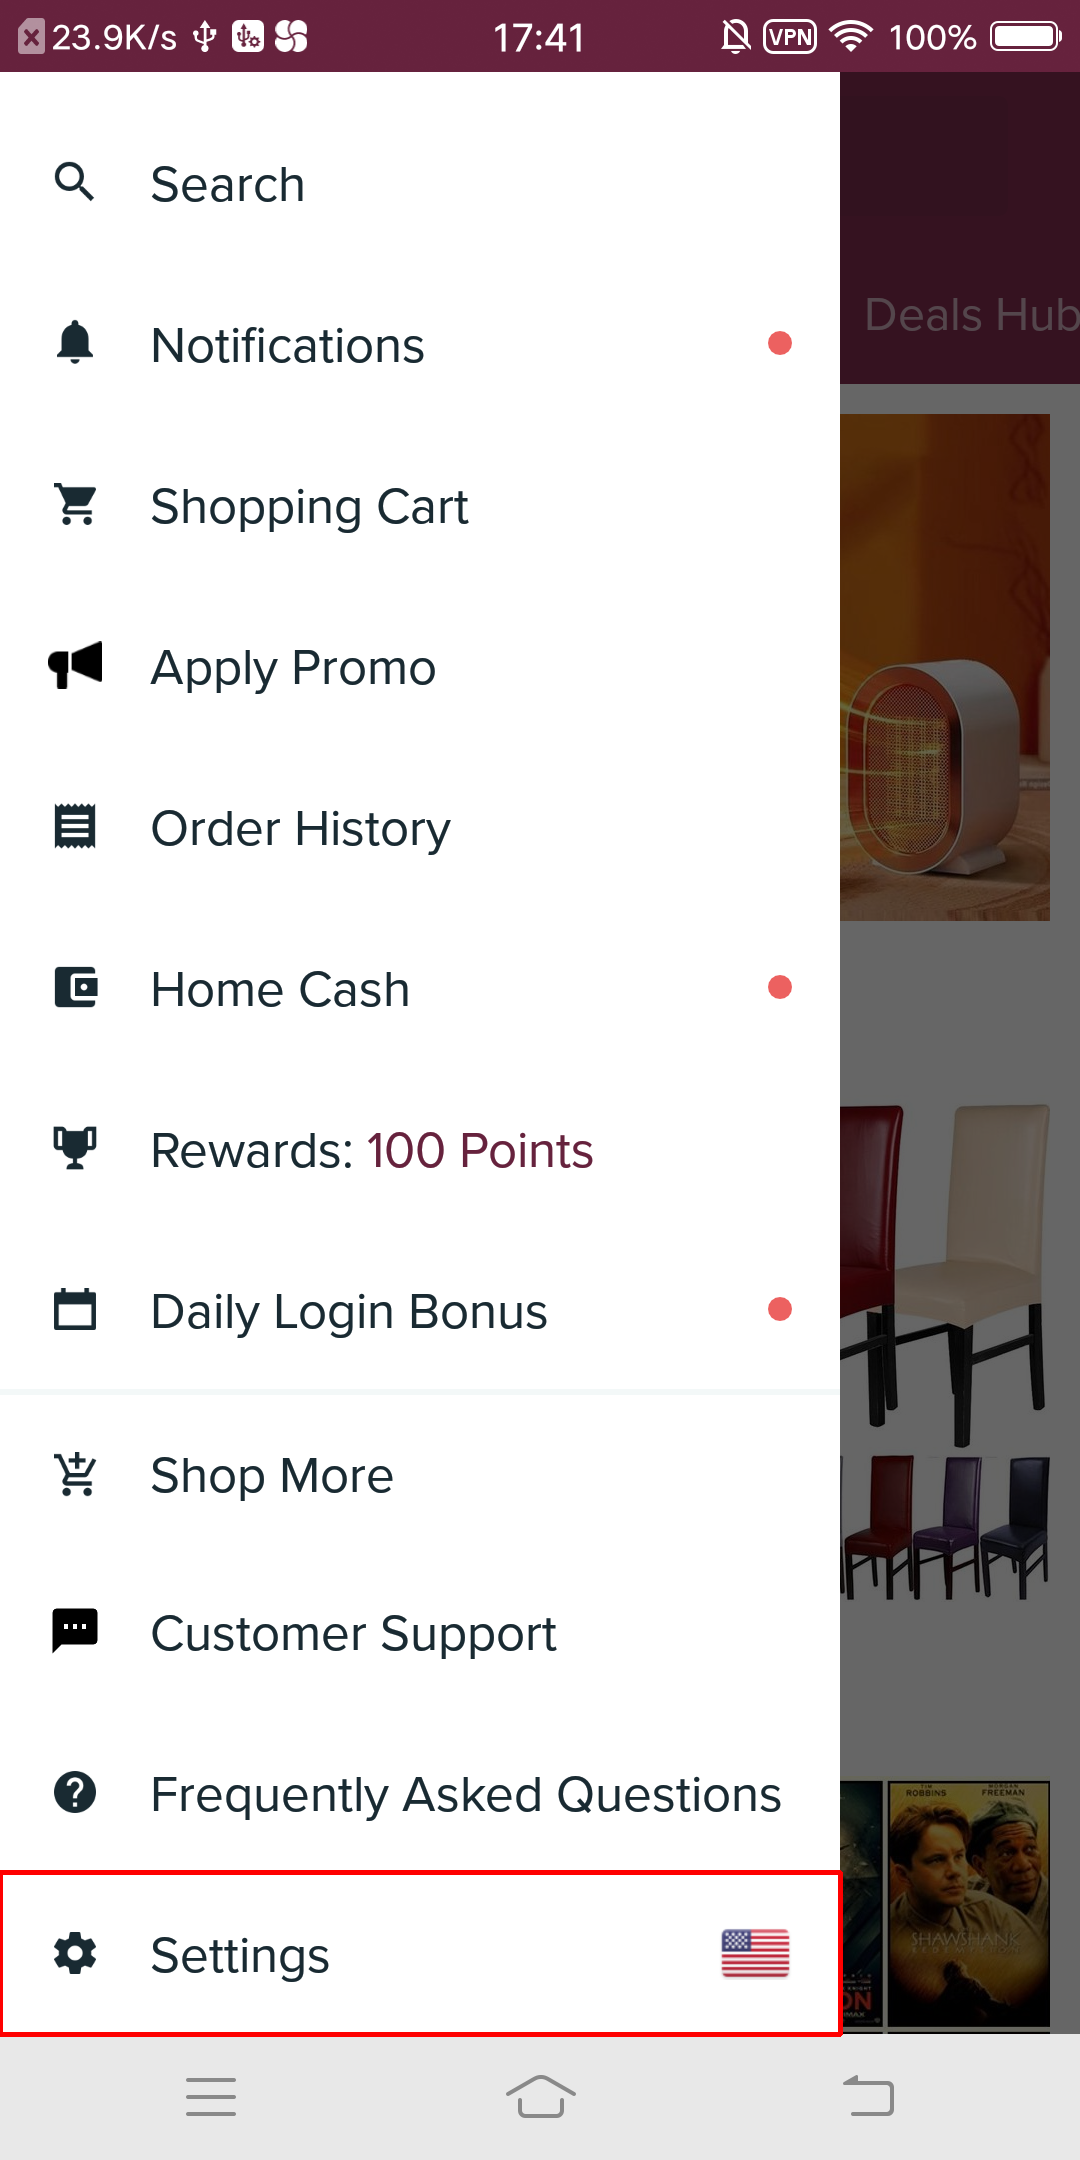 23.9K/s 17:41 VPN 100%
Search
Deals Hub
Notifications
Shopping Cart
Apply Promo
Order History
Home Cash
Rewards: 100 Points
Daily Login Bonus
Shop More
Customer Support
Frequently Asked Questions
TIM ROBBINS MORGAN FREEMAN
SHAWSHANK
REDEMPTION
Settings